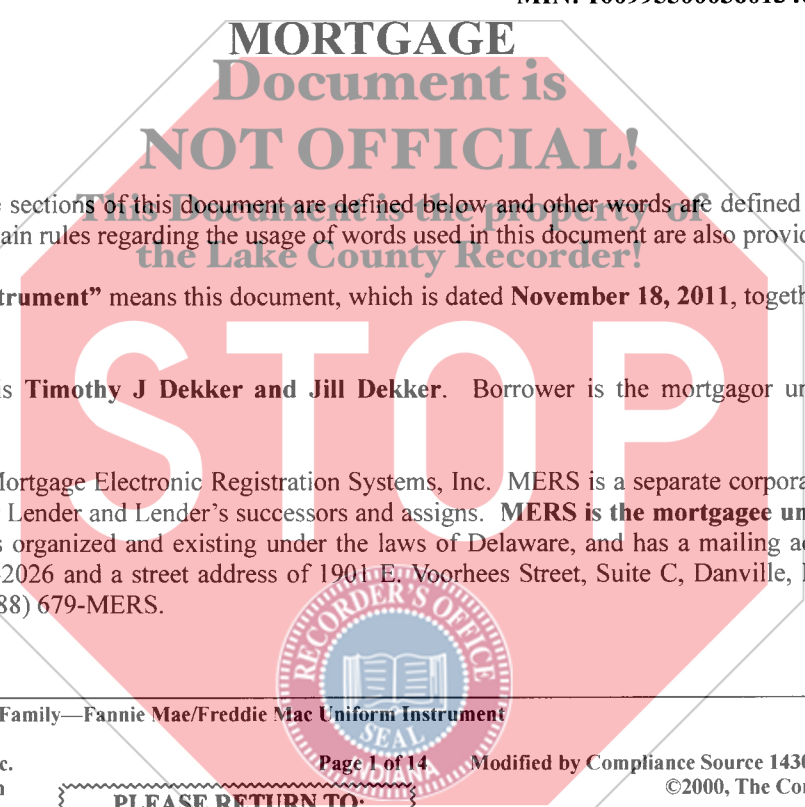 MORTGAGE
Document is
NOT OFFICIAL!
sections of this document are defined below and other words are defined
This Document is the property of
ain rules regarding the usage of words used in this document are also provid
the Lake County Recorder!
trument” means this document, which is dated November 18, 2011, togeth
is Timothy J Dekker and Jill Dekker. Borrower is the mortgagor un
STOP
Mortgage Electronic Registration Systems, Inc. MERS is a separate corpora
Lender and Lender’s successors and assigns. MERS is the mortgagee un
s organized and existing under the laws of Delaware, and has a mailing ad
-2026 and a street address of 1901 E. Voorhees Street, Suite C, Danville, I
88) 679-MERS.
RECORDER'S OFFICE
SEAL
INDIANA
Family—Fannie Mae/Freddie Mac Uniform Instrument
c. Page 1 of 14 Modified by Compliance Source 1430
©2000, The Co
PLEASE RETURN TO: